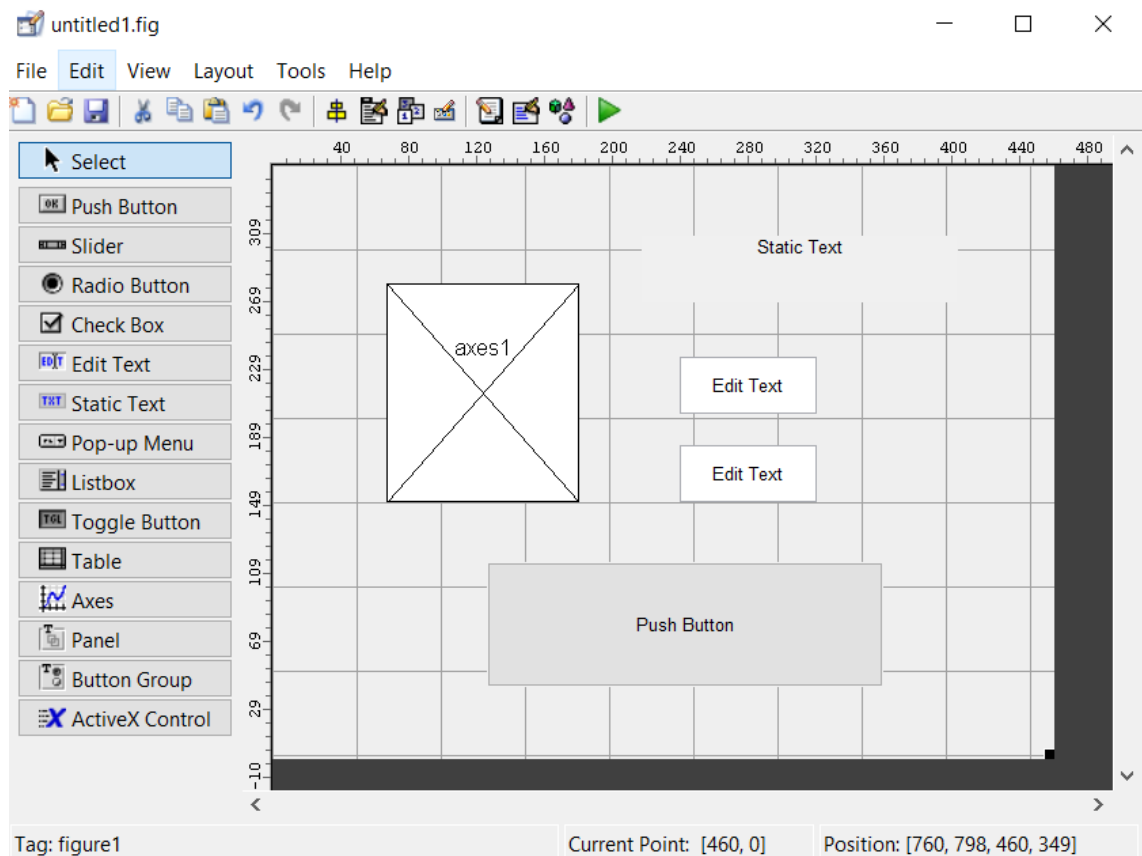 untitled1.fig
File Edit View Layout Tools Help
Select
Push Button
Slider
Radio Button
Check Box
Edit Text
Static Text
Pop-up Menu
Listbox
Toggle Button
Table
Axes
Panel
Button Group
ActiveX Control
40 80 120 160 200 240 280 320 360 400 440 480
309
269
229
189
149
109
69
29
-10
Static Text
axes1
Edit Text
Edit Text
Push Button
Tag: figure1 Current Point: [460, 0] Position: [760, 798, 460, 349]